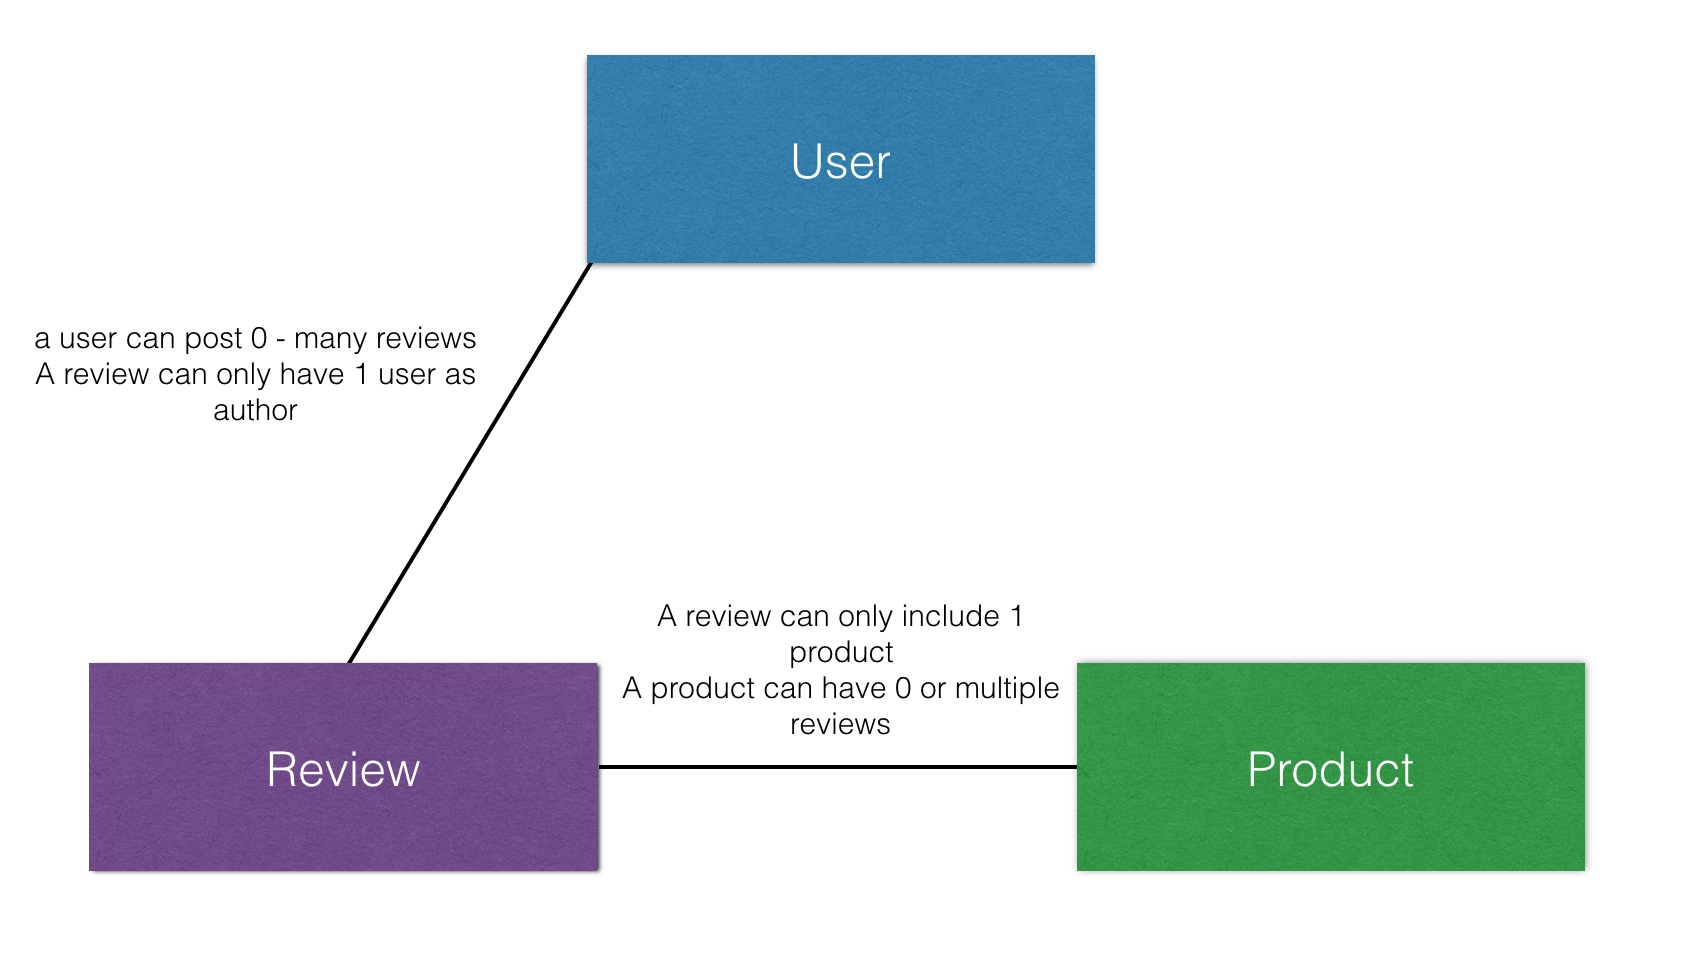 User
a user can post 0 - many reviews
A review can only have 1 user as
author
A review can only include 1
product
A product can have 0 or multiple
reviews
Review
Product